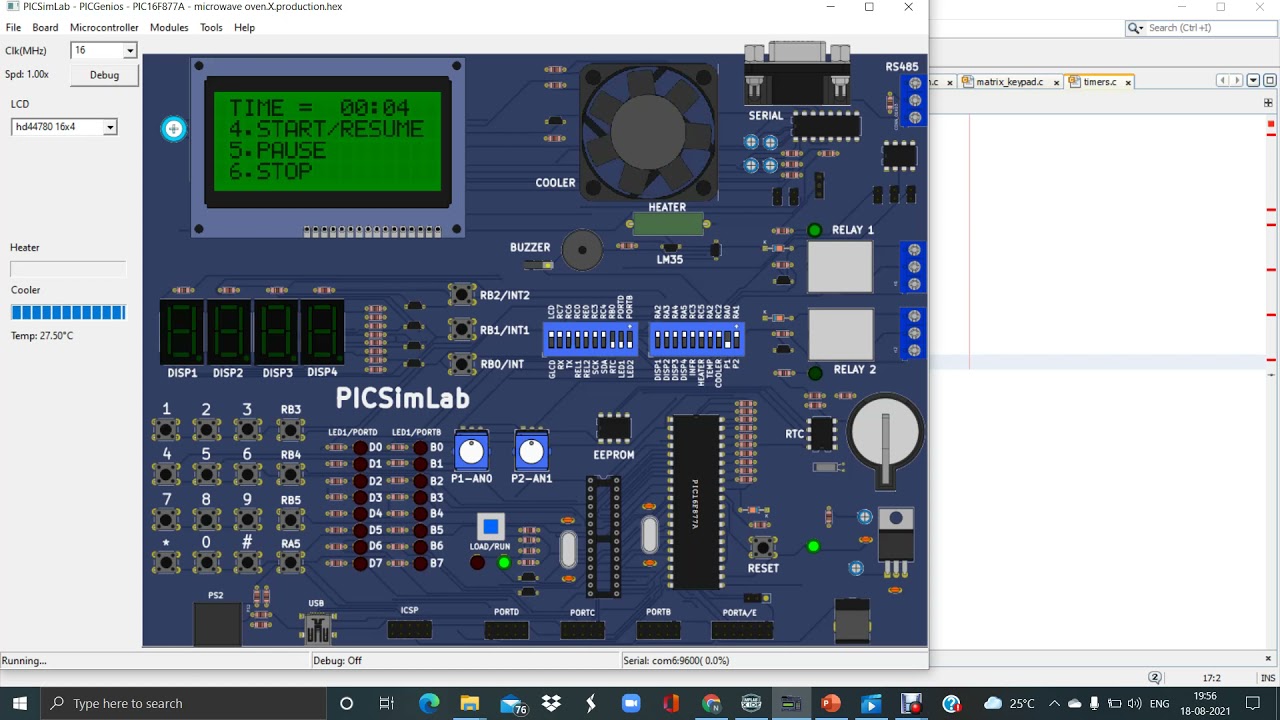 PICSimLab - PICGenios - PIC16F877A - microwave oven.X.production.hex
File Board Microcontroller Modules Tools Help
Search (Ctrl +I)
Clk(MHz) 16
Spd: 1.00x Debug
LCD
hd44780 16x4
Heater
Cooler
Temp: 27.50°C
TIME = 00:04
4.START/RESUME
5.PAUSE
6.STOP
COOLER
HEATER
BUZZER
LM35
SERIAL
RS485
RELAY 1
RELAY 2
matrix_keypad.c
timers.c
DISP1 DISP2 DISP3 DISP4
RB2/INT2
RB1/INT1
RB0/INT
PICSimLab
1 2 3 RB3
4 5 6 RB4
7 8 9 RB5
* 0 # RA5
LED1/PORTD LED1/PORTB
D0 B0
D1 B1
D2 B2
D3 B3
D4 B4
D5 B5
D6 B6
D7 B7
P1-AN0 P2-AN1
EEPROM
RTC
PIC16F877A
LOAD/RUN
RESET
PS2
USB
ICSP
PORTD
PORTC
PORTB
PORTA/E
Running... Debug: Off Serial: com6:9600( 0.0%)
17:2 INS
Type here to search
76
25°C
19:56
18-08-2021